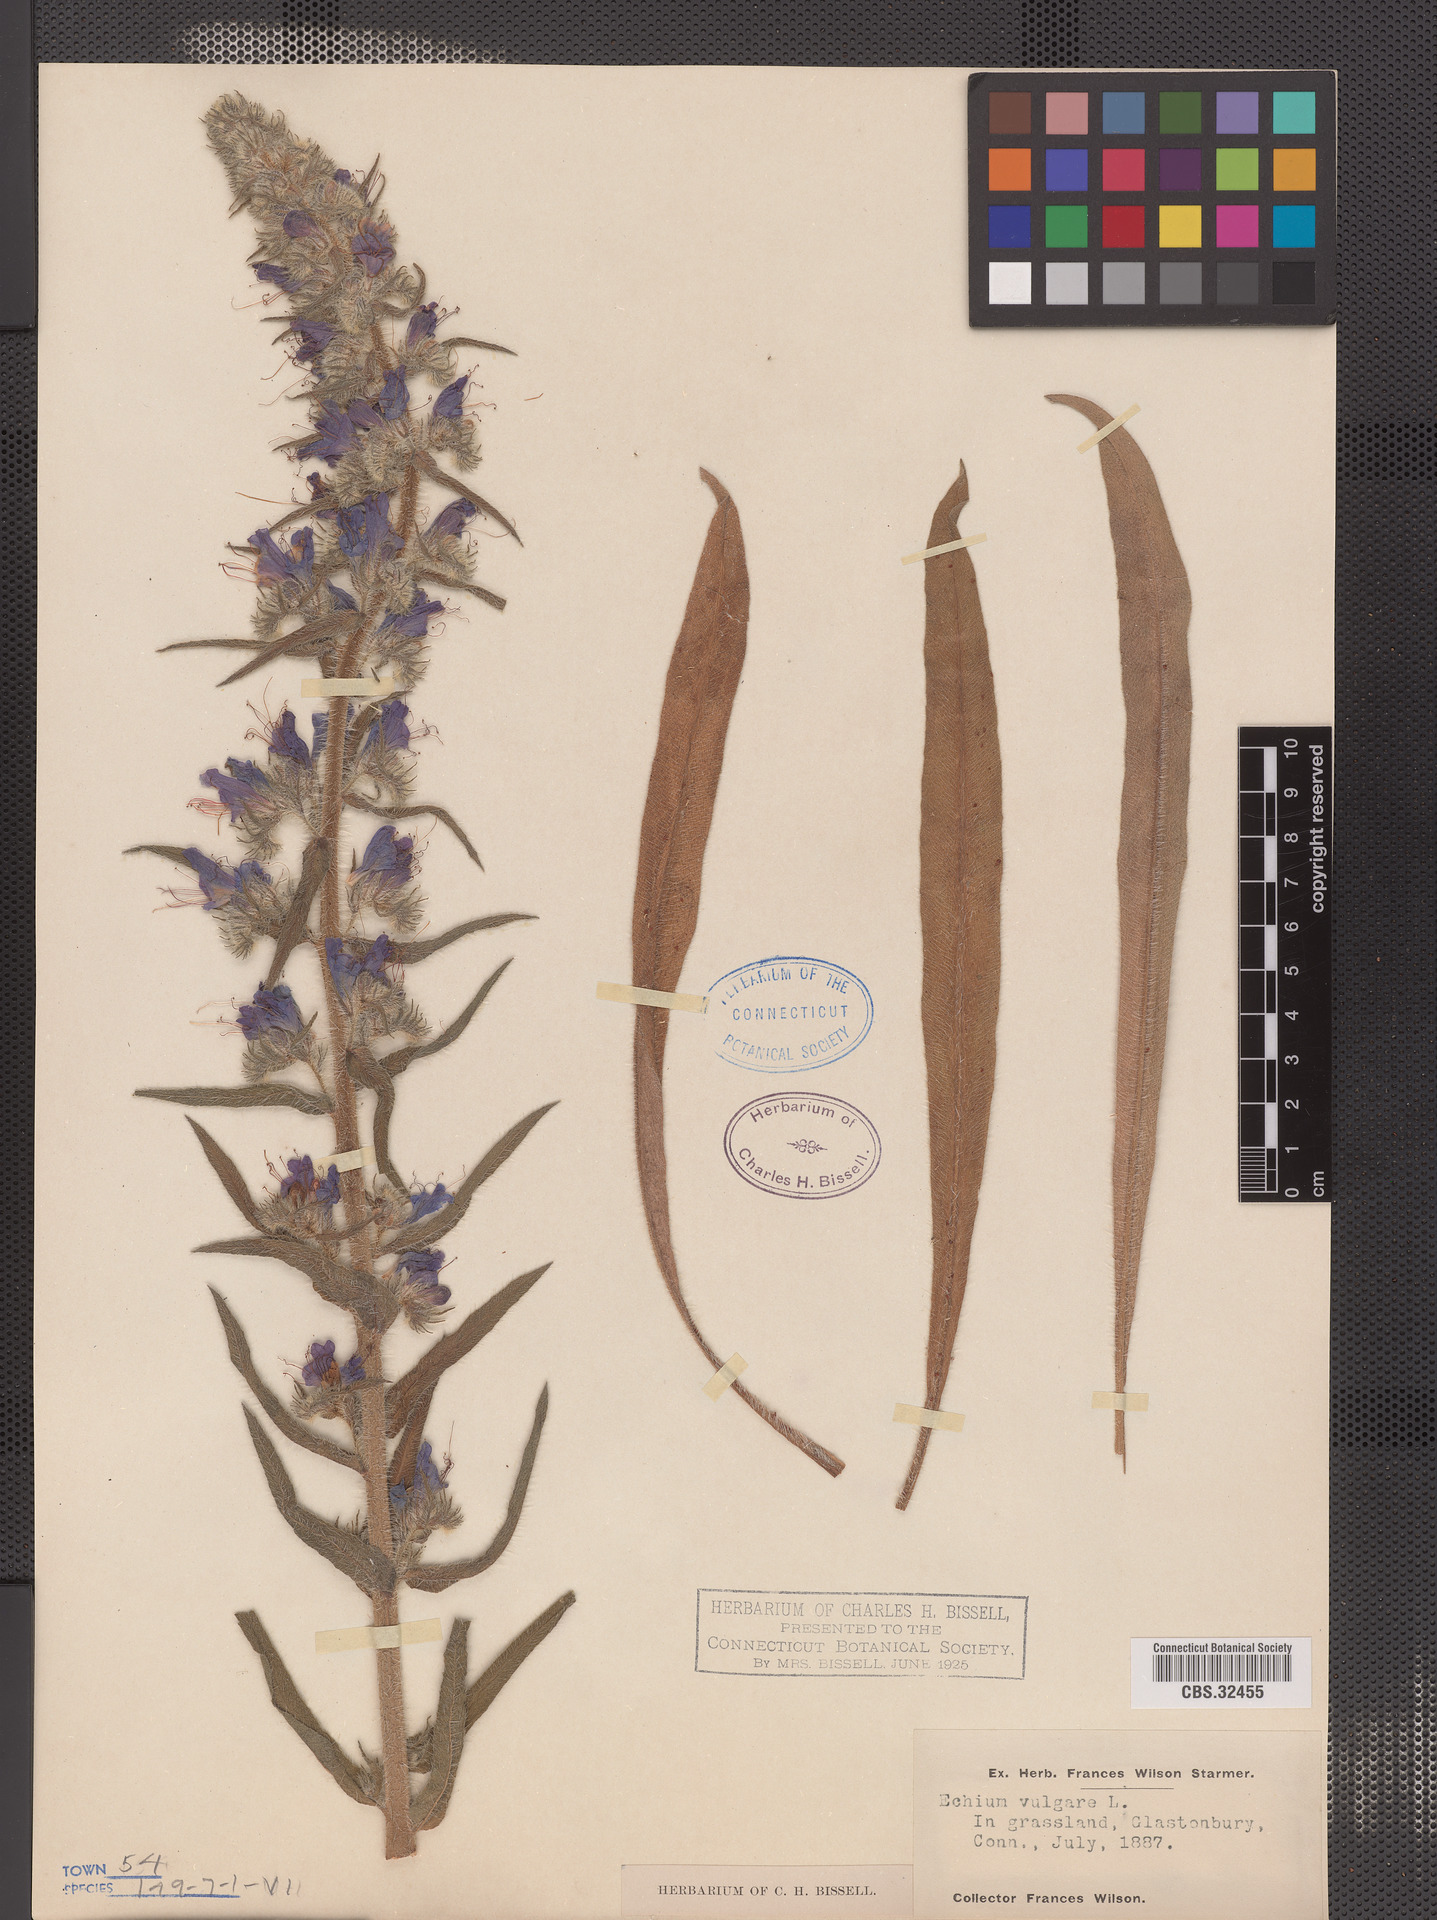 10
9
8
7
6
5
4
3
2
1
0
cm
copyright reserved
HERBARIUM OF THE
CONNECTICUT
BOTANICAL SOCIETY
Herbarium of
Charles H. Bissell.
HERBARIUM OF CHARLES H. BISSELL,
PRESENTED TO THE
CONNECTICUT BOTANICAL SOCIETY.
BY MRS. BISSELL, JUNE 1925
Connecticut Botanical Society
CBS.32455
Ex. Herb. Frances Wilson Starmer.
Echium vulgare L.
In grassland, Glastonbury,
Conn., July, 1887.
Collector Frances Wilson.
TOWN 54
SPECIES
HERBARIUM OF C. H. BISSELL.